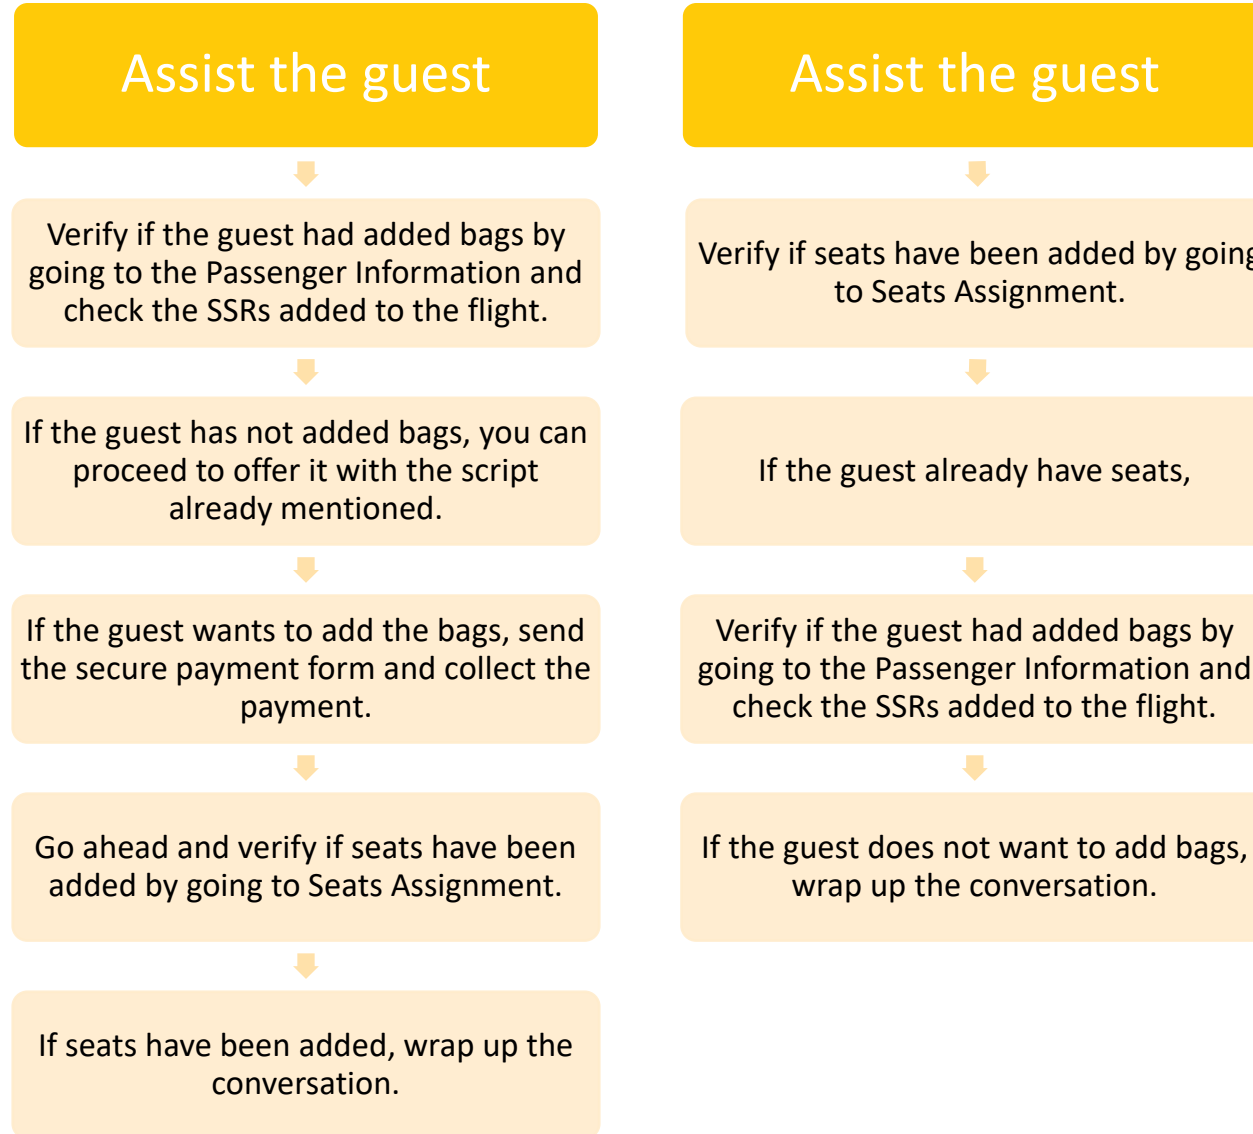 Assist the guest
Verify if the guest had added bags by
going to the Passenger Information and
check the SSRs added to the flight.
If the guest has not added bags, you can
proceed to offer it with the script
already mentioned.
If the guest wants to add the bags, send
the secure payment form and collect the
payment.
Go ahead and verify if seats have been
added by going to Seats Assignment.
If seats have been added, wrap up the
conversation.
Assist the guest
Verify if seats have been added by going
to Seats Assignment.
If the guest already have seats,
Verify if the guest had added bags by
going to the Passenger Information and
check the SSRs added to the flight.
If the guest does not want to add bags,
wrap up the conversation.